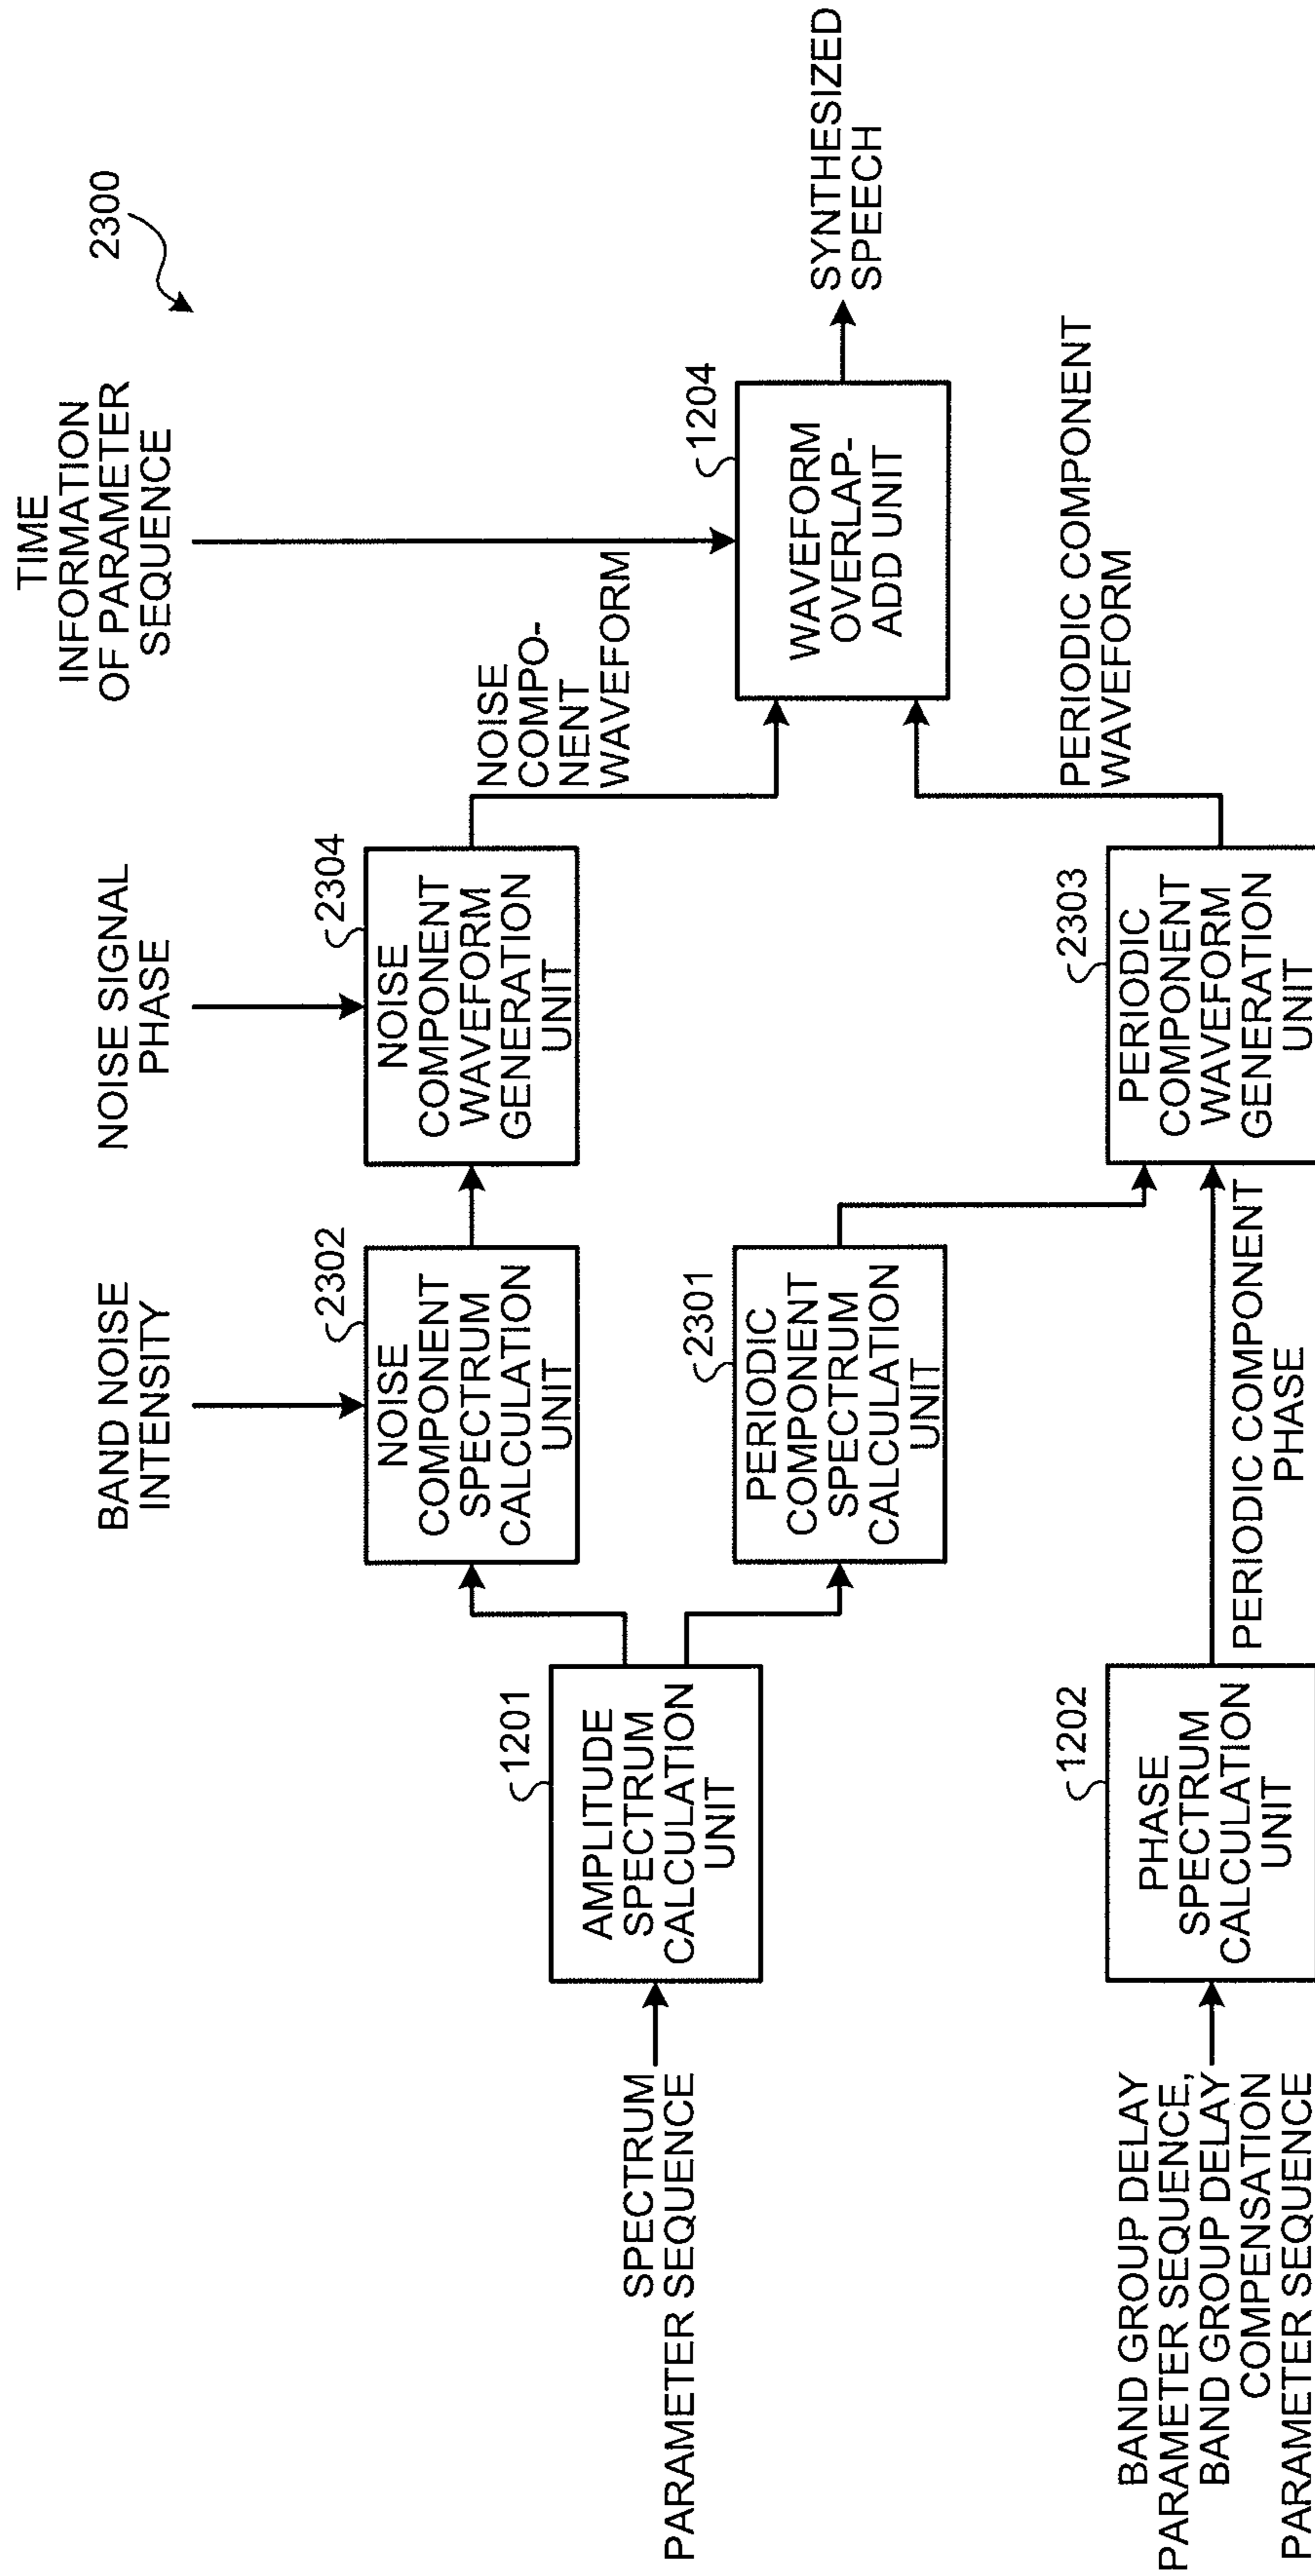 2300
TIME
INFORMATION
OF PARAMETER
SEQUENCE
NOISE SIGNAL
PHASE
BAND NOISE
INTENSITY
2302
NOISE
COMPONENT
SPECTRUM
CALCULATION
UNIT
2304
NOISE
COMPONENT
WAVEFORM
GENERATION
UNIT
NOISE
COMPO-
NENT
WAVEFORM
SPECTRUM
PARAMETER SEQUENCE
1201
AMPLITUDE
SPECTRUM
CALCULATION
UNIT
2301
PERIODIC
COMPONENT
SPECTRUM
CALCULATION
UNIT
1204
WAVEFORM
OVERLAP-
ADD UNIT
SYNTHESIZED
SPEECH
BAND GROUP DELAY
PARAMETER SEQUENCE,
BAND GROUP DELAY
COMPENSATION
PARAMETER SEQUENCE
1202
PHASE
SPECTRUM
CALCULATION
UNIT
PERIODIC COMPONENT
PHASE
2303
PERIODIC
COMPONENT
WAVEFORM
GENERATION
UNIT
PERIODIC COMPONENT
WAVEFORM